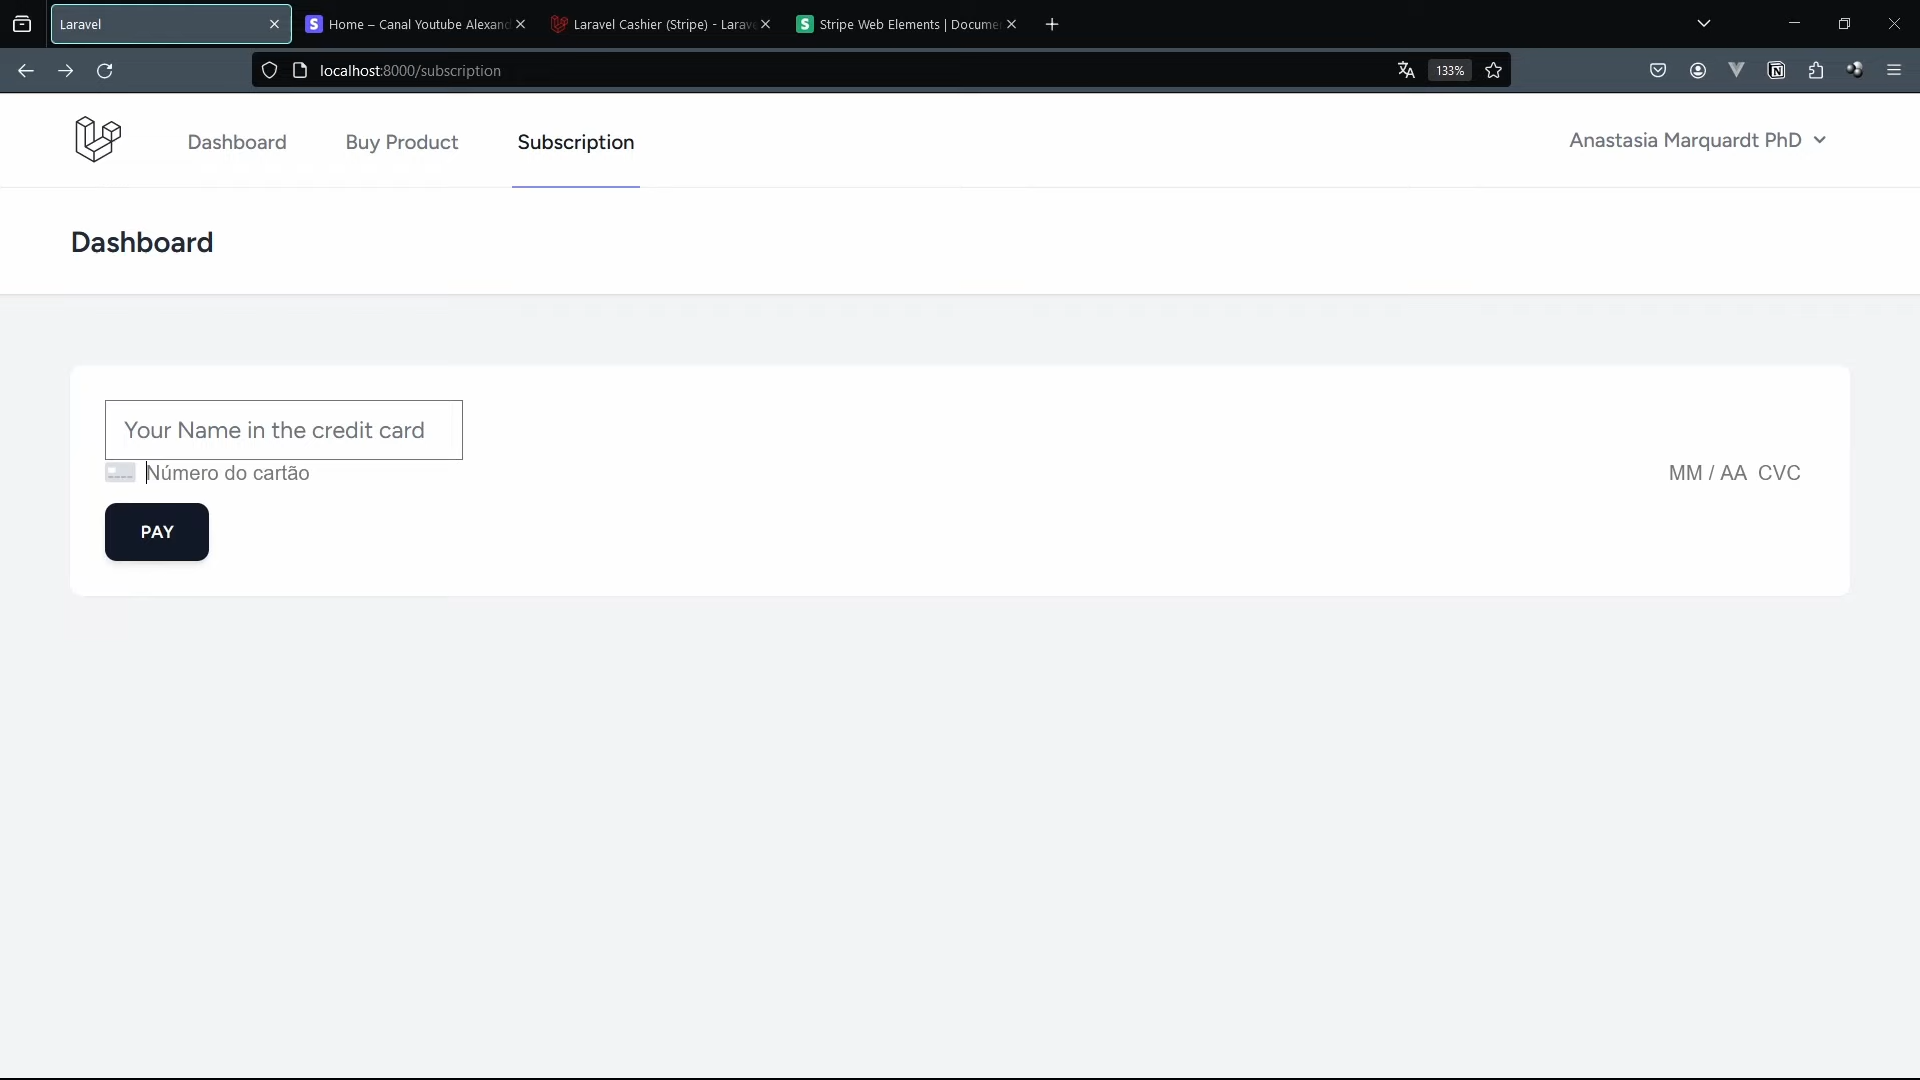 Laravel
Home – Canal Youtube Alexand
Laravel Cashier (Stripe) - Larave
Stripe Web Elements | Docume
localhost:8000/subscription
133%
Dashboard
Buy Product
Subscription
Anastasia Marquardt PhD
Dashboard
Your Name in the credit card
Número do cartão
MM / AA CVC
PAY